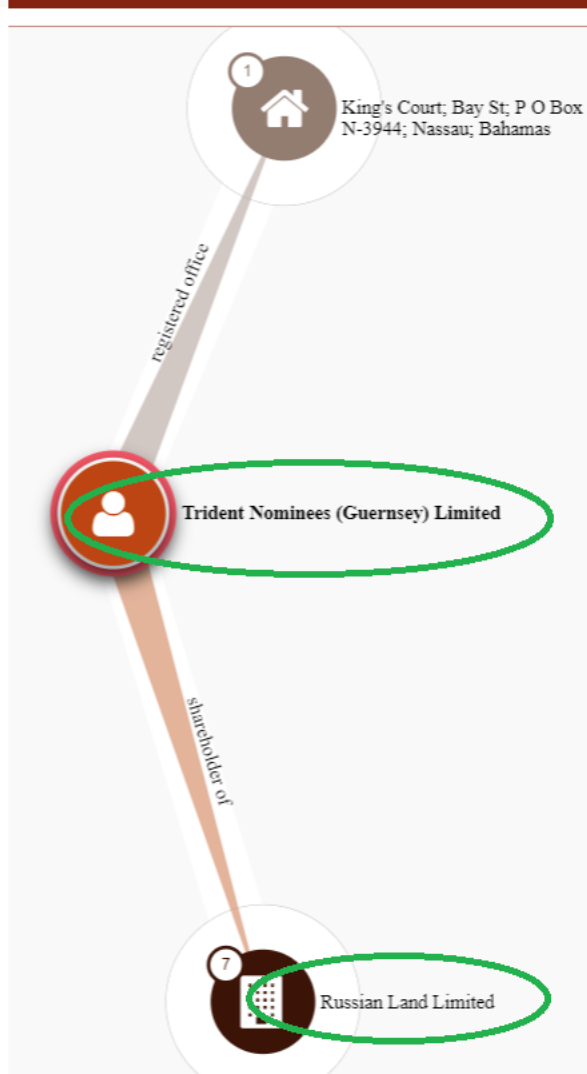 1
King's Court; Bay St; P O Box
N-3944; Nassau; Bahamas
registered office
Trident Nominees (Guernsey) Limited
shareholder of
7
Russian Land Limited